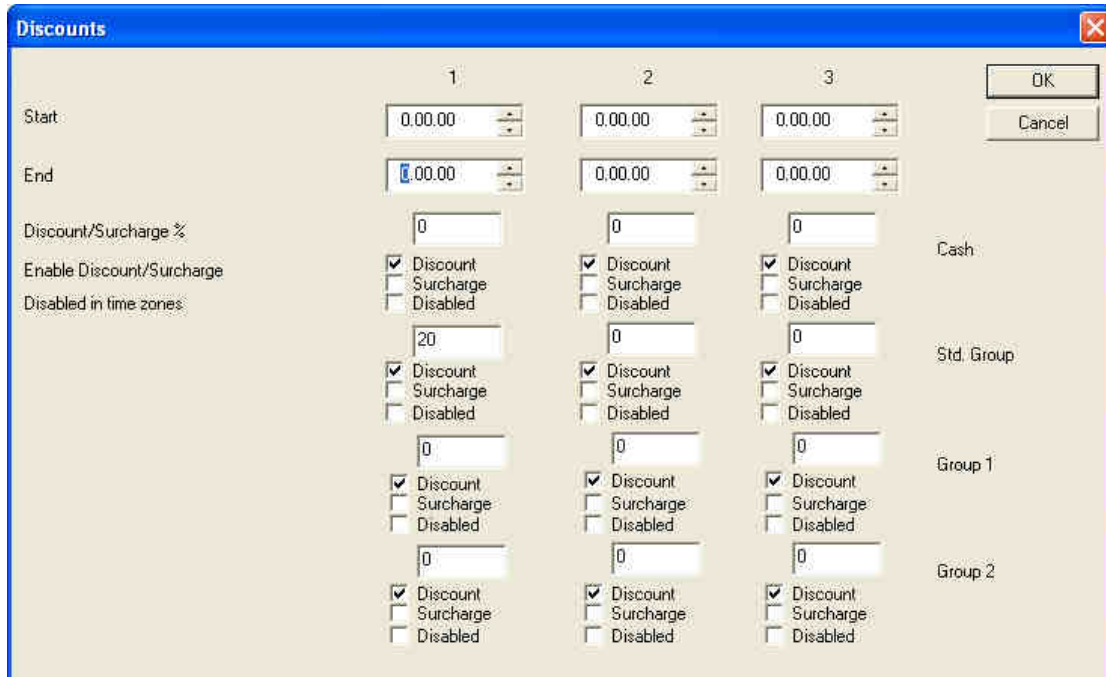 Discounts
1 2 3
OK
Start 0.00.00 0.00.00 0.00.00
Cancel
End 0.00.00 0.00.00 0.00.00
Discount/Surcharge % 0 0 0
Cash
Enable Discount/Surcharge Discount Discount Discount
Surcharge Surcharge Surcharge
Disabled in time zones Disabled Disabled Disabled
20 0 0
Std. Group
Discount Discount Discount
Surcharge Surcharge Surcharge
Disabled Disabled Disabled
0 0 0
Group 1
Discount Discount Discount
Surcharge Surcharge Surcharge
Disabled Disabled Disabled
0 0 0
Group 2
Discount Discount Discount
Surcharge Surcharge Surcharge
Disabled Disabled Disabled